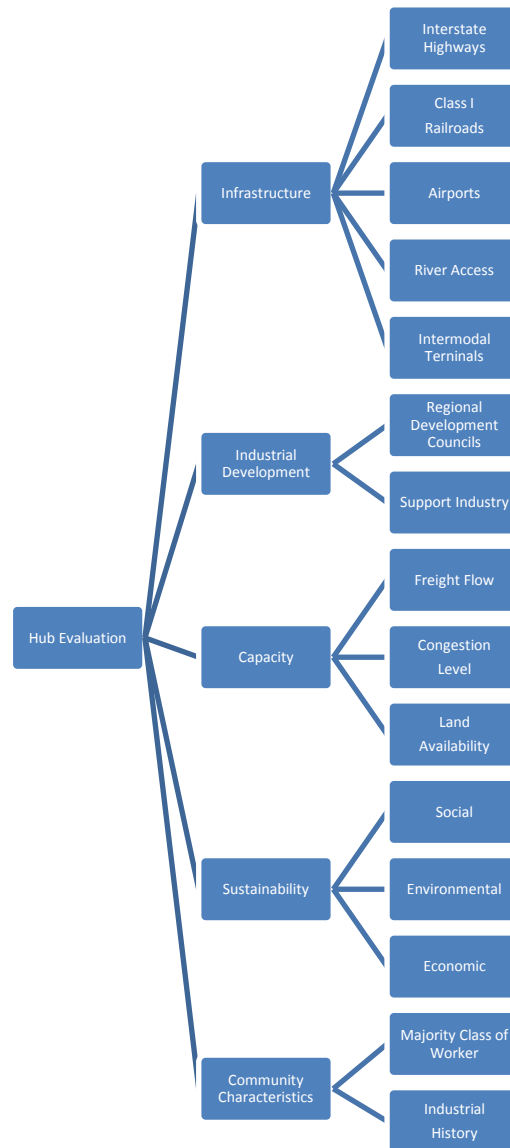 Hub Evaluation
Infrastructure
Interstate
Highways
Class I
Railroads
Airports
River Access
Intermodal
Terninals
Industrial
Development
Regional
Development
Councils
Support Industry
Capacity
Freight Flow
Congestion
Level
Land
Availability
Sustainability
Social
Environmental
Economic
Community
Characteristics
Majority Class of
Worker
Industrial
History